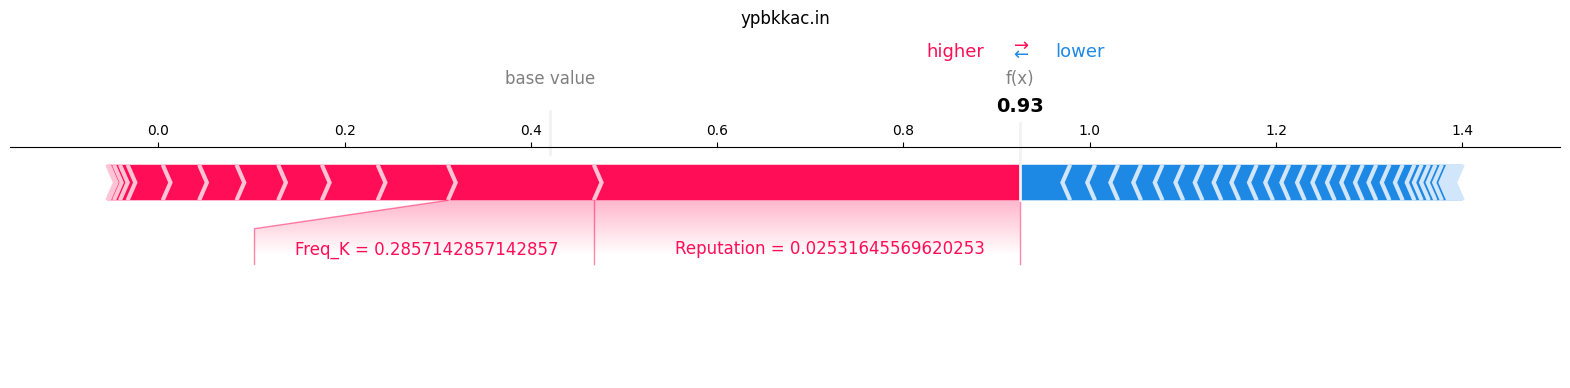 ypbkkac.in
higher ⇄ lower
base value f(x)
0.93
0.0 0.2 0.4 0.6 0.8 1.0 1.2 1.4
Freq_K = 0.2857142857142857 Reputation = 0.02531645569620253